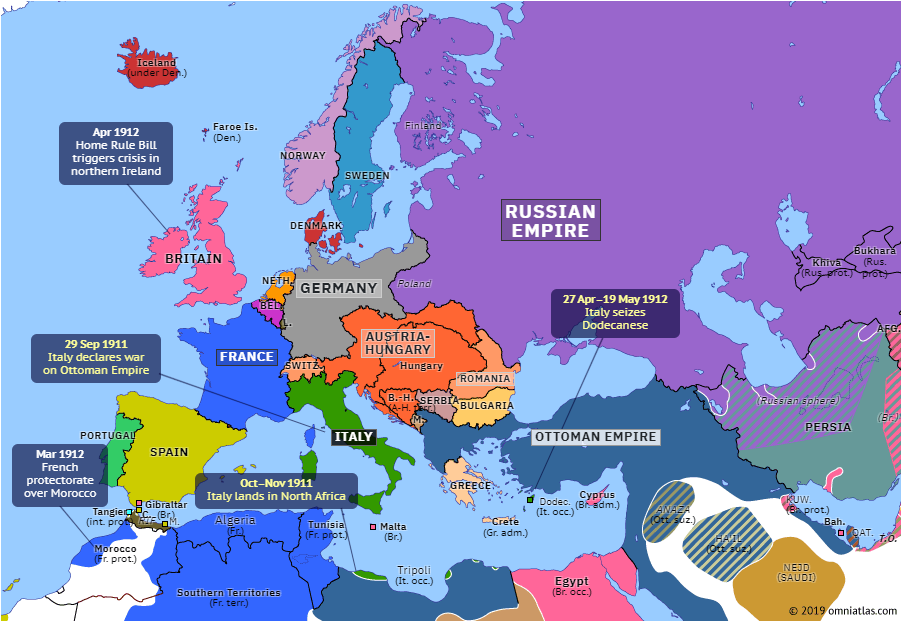 Iceland
(under Den.)
Apr 1912
Home Rule Bill
triggers crisis in
northern Ireland
Faroe Is.
(Den.)
Finland
NORWAY
SWEDEN
RUSSIAN
EMPIRE
DENMARK
BRITAIN
Khiva
(Rus. prot.)
Bukhara
(Rus.
prot.)
NETH.
GERMANY
Poland
BEL.
L.
27 Apr–19 May 1912
Italy seizes
Dodecanese
29 Sep 1911
Italy declares war
on Ottoman Empire
FRANCE
AUSTRIA-
HUNGARY
Hungary
SWITZ.
ROMANIA
AFG.
B.-H.
(A-H. terr.)
SERBIA
BULGARIA
M.
(Russian sphere)
(Br.)
PERSIA
PORTUGAL
SPAIN
ITALY
OTTOMAN EMPIRE
Mar 1912
French
protectorate
over Morocco
Oct–Nov 1911
Italy lands in North Africa
GREECE
Dodec.
(It. occ.)
Cyprus
(Br. adm.)
Crete
(Gr. adm.)
Gibraltar
(Br.)
Tangier
(int. prot.)
C.
RIF
M.
Algeria
(Fr.)
Tunisia
(Fr. prot.)
Malta
(Br.)
ANAZA
(Ott. suz.)
KUW.
(Br. prot.)
Bah.
QAT.
T.O.
HA'IL
(Ott. suz.)
Morocco
(Fr. prot.)
Southern Territories
(Fr. terr.)
Tripoli
(It. occ.)
Egypt
(Br. occ.)
NEJD
(SAUDI)
© 2019 omniatlas.com